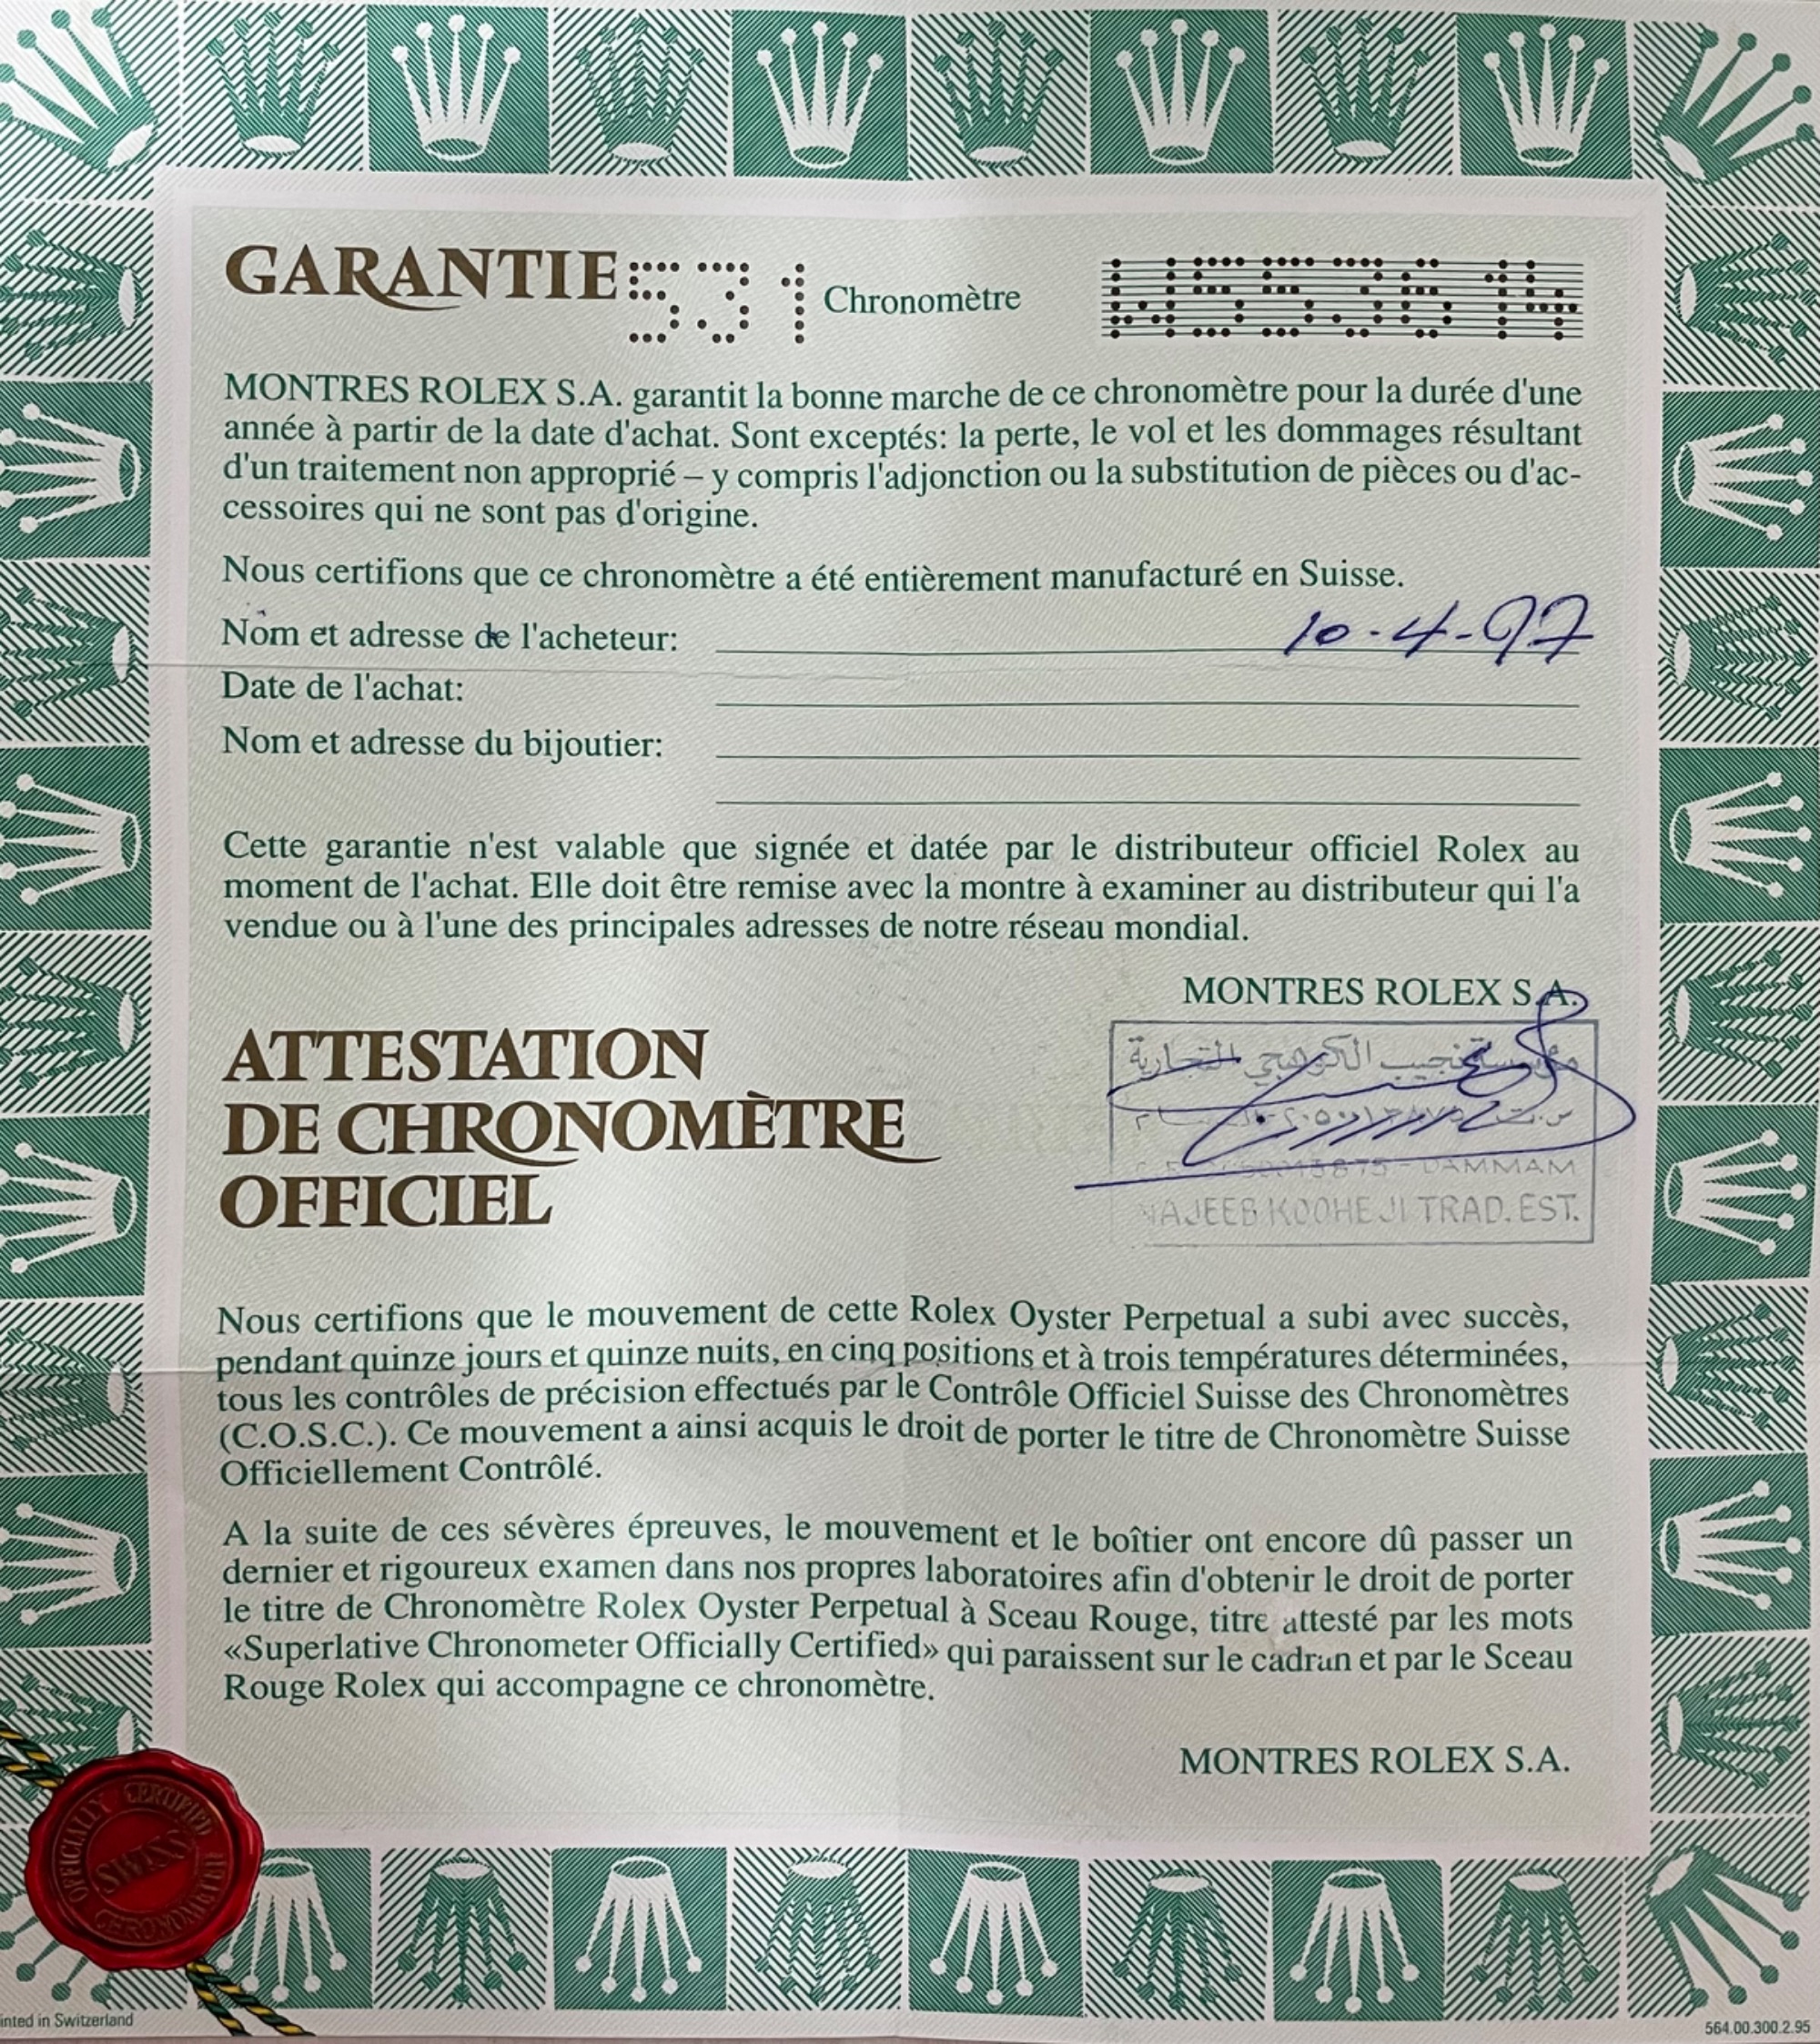 GARANTIE 531 Chronomètre W553614
MONTRES ROLEX S.A. garantit la bonne marche de ce chronomètre pour la durée d'une
année à partir de la date d'achat. Sont exceptés: la perte, le vol et les dommages résultant
d'un traitement non approprié – y compris l'adjonction ou la substitution de pièces ou d'ac-
cessoires qui ne sont pas d'origine.
Nous certifions que ce chronomètre a été entièrement manufacturé en Suisse.
Nom et adresse de l'acheteur: 10-4-97
Date de l'achat:
Nom et adresse du bijoutier:
Cette garantie n'est valable que signée et datée par le distributeur officiel Rolex au
moment de l'achat. Elle doit être remise avec la montre à examiner au distributeur qui l'a
vendue ou à l'une des principales adresses de notre réseau mondial.
MONTRES ROLEX S.A.
مؤسسة نجيب الكوهجي التجارية
س.ت
DAMMAM
NAJEEB KOOHEJI TRAD. EST.
ATTESTATION
DE CHRONOMÈTRE
OFFICIEL
Nous certifions que le mouvement de cette Rolex Oyster Perpetual a subi avec succès,
pendant quinze jours et quinze nuits, en cinq positions et à trois températures déterminées,
tous les contrôles de précision effectués par le Contrôle Officiel Suisse des Chronomètres
(C.O.S.C.). Ce mouvement a ainsi acquis le droit de porter le titre de Chronomètre Suisse
Officiellement Contrôlé.
A la suite de ces sévères épreuves, le mouvement et le boîtier ont encore dû passer un
dernier et rigoureux examen dans nos propres laboratoires afin d'obtenir le droit de porter
le titre de Chronomètre Rolex Oyster Perpetual à Sceau Rouge, titre attesté par les mots
«Superlative Chronometer Officially Certified» qui paraissent sur le cadran et par le Sceau
Rouge Rolex qui accompagne ce chronomètre.
MONTRES ROLEX S.A.
OFFICIALLY CERTIFIED
SWISS
CHRONOMETER
inted in Switzerland
564.00.300.2.95